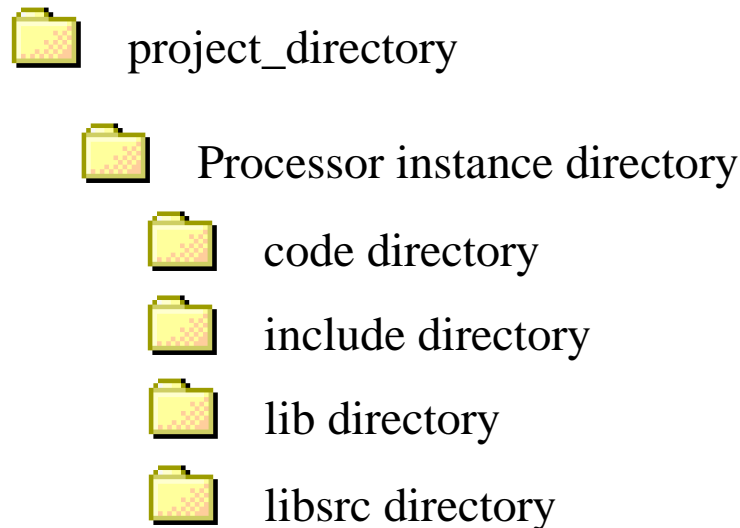 project_directory
Processor instance directory
code directory
include directory
lib directory
libsrc directory